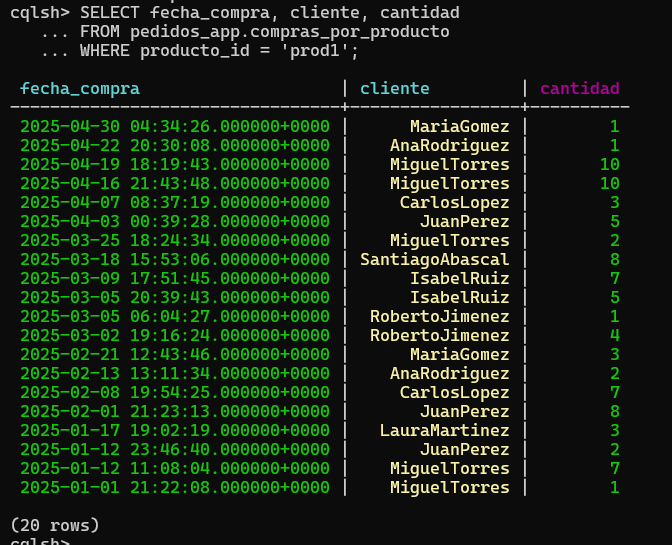 cqlsh> SELECT fecha_compra, cliente, cantidad
   ... FROM pedidos_app.compras_por_producto
   ... WHERE producto_id = 'prod1';
 fecha_compra                    | cliente         | cantidad
---------------------------------+-----------------+----------
 2025-04-30 04:34:26.000000+0000 |      MariaGomez |        1
 2025-04-22 20:30:08.000000+0000 |    AnaRodriguez |        1
 2025-04-19 18:19:43.000000+0000 |    MiguelTorres |       10
 2025-04-16 21:43:48.000000+0000 |    MiguelTorres |       10
 2025-04-07 08:37:19.000000+0000 |     CarlosLopez |        3
 2025-04-03 00:39:28.000000+0000 |       JuanPerez |        5
 2025-03-25 18:24:34.000000+0000 |    MiguelTorres |        2
 2025-03-18 15:53:06.000000+0000 | SantiagoAbascal |        8
 2025-03-09 17:51:45.000000+0000 |      IsabelRuiz |        7
 2025-03-05 20:39:43.000000+0000 |      IsabelRuiz |        5
 2025-03-05 06:04:27.000000+0000 |  RobertoJimenez |        1
 2025-03-02 19:16:24.000000+0000 |  RobertoJimenez |        4
 2025-02-21 12:43:46.000000+0000 |      MariaGomez |        3
 2025-02-13 13:11:34.000000+0000 |    AnaRodriguez |        2
 2025-02-08 19:54:25.000000+0000 |     CarlosLopez |        7
 2025-02-01 21:23:13.000000+0000 |       JuanPerez |        8
 2025-01-17 19:02:19.000000+0000 |   LauraMartinez |        3
 2025-01-12 23:46:40.000000+0000 |       JuanPerez |        2
 2025-01-12 11:08:04.000000+0000 |    MiguelTorres |        7
 2025-01-01 21:22:08.000000+0000 |    MiguelTorres |        1
(20 rows)
cqlsh>